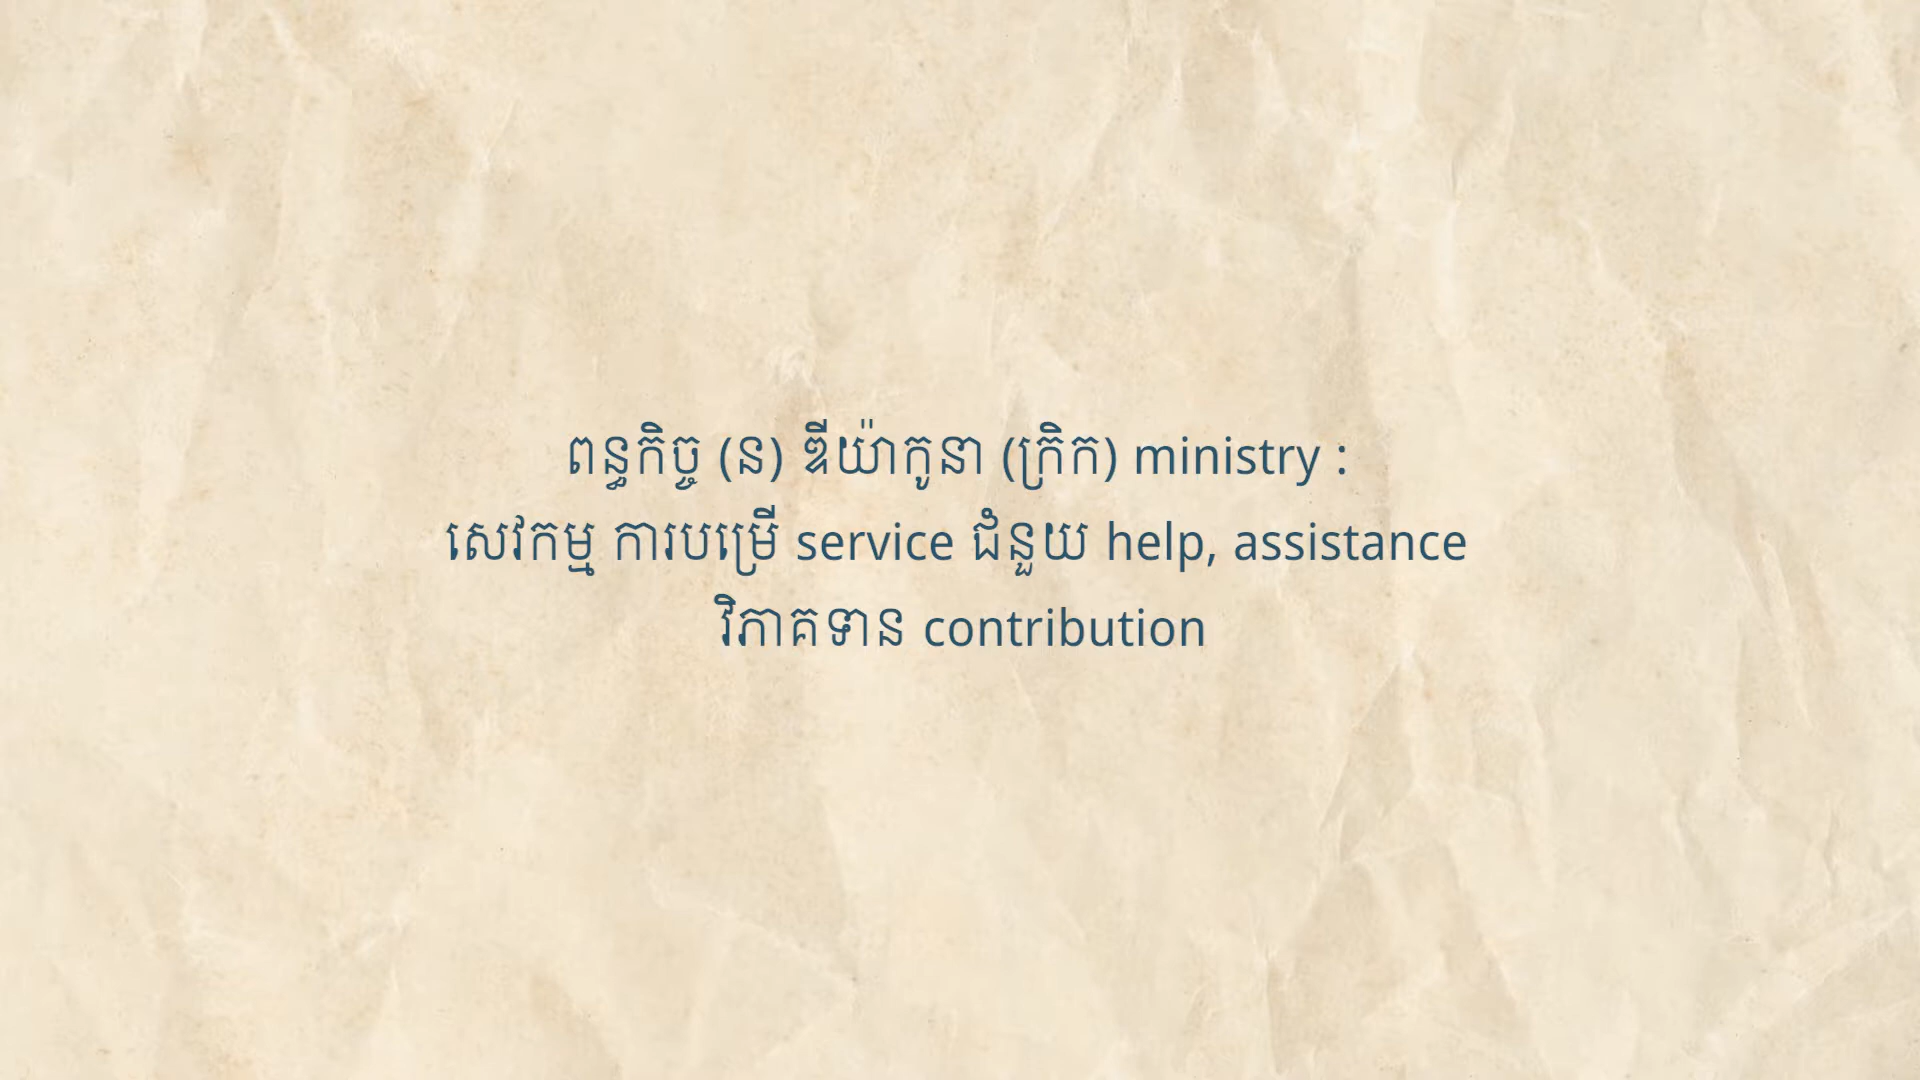 ពន្ធកិច្ច (ន) ឌីយ៉ាកូនា (ក្រិក) ministry :
សេវកម្ម ការបម្រើ service ជំនួយ help, assistance
វិភាគទាន contribution